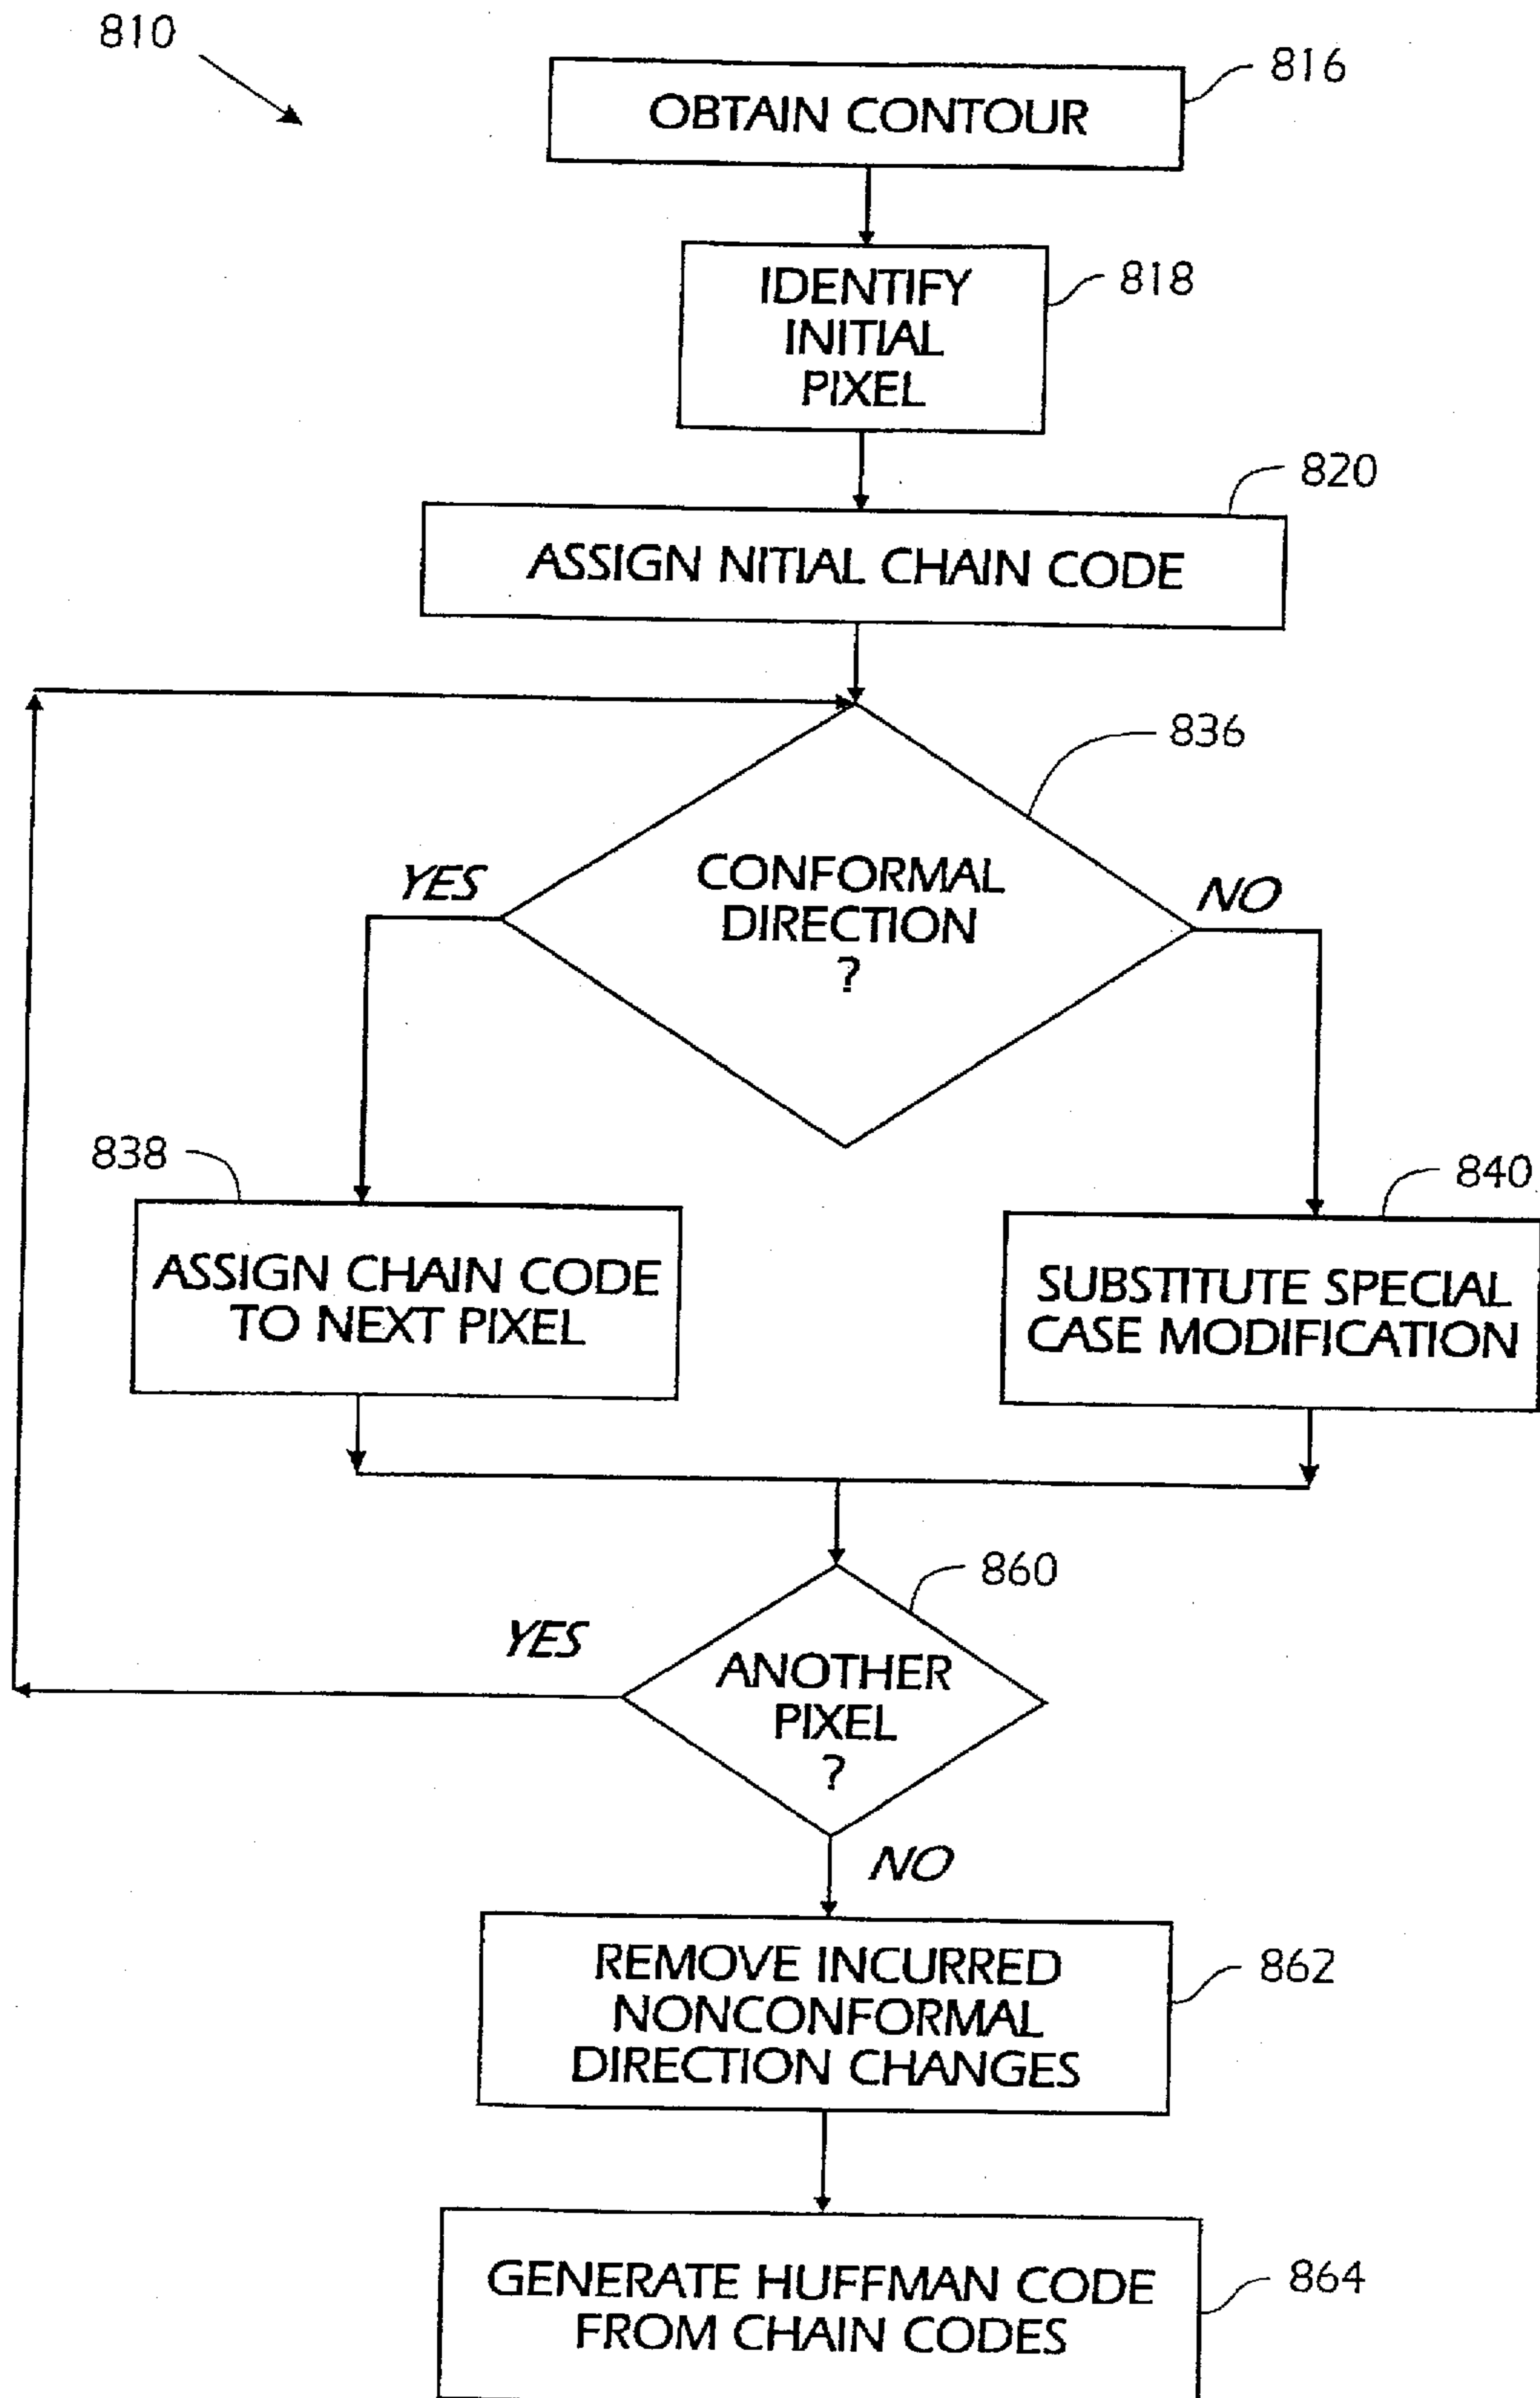 810
816
OBTAIN CONTOUR
818
IDENTIFY
INITIAL
PIXEL
820
ASSIGN NITIAL CHAIN CODE
836
CONFORMAL
DIRECTION
?
YES
NO
838
840
ASSIGN CHAIN CODE
TO NEXT PIXEL
SUBSTITUTE SPECIAL
CASE MODIFICATION
860
YES
ANOTHER
PIXEL
?
NO
862
REMOVE INCURRED
NONCONFORMAL
DIRECTION CHANGES
864
GENERATE HUFFMAN CODE
FROM CHAIN CODES